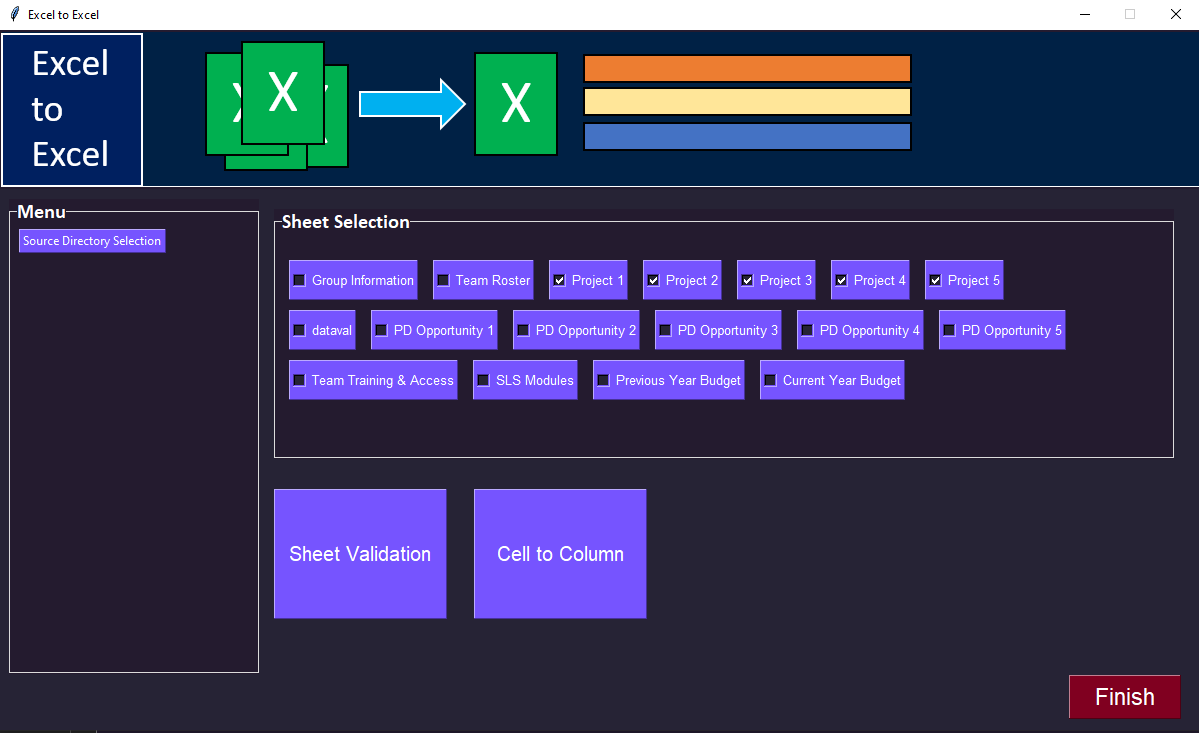 Excel to Excel
Excel
to
Excel
X
X
Menu
Source Directory Selection
Sheet Selection
Group Information Team Roster Project 1 Project 2 Project 3 Project 4 Project 5
dataval PD Opportunity 1 PD Opportunity 2 PD Opportunity 3 PD Opportunity 4 PD Opportunity 5
Team Training & Access SLS Modules Previous Year Budget Current Year Budget
Sheet Validation Cell to Column
Finish